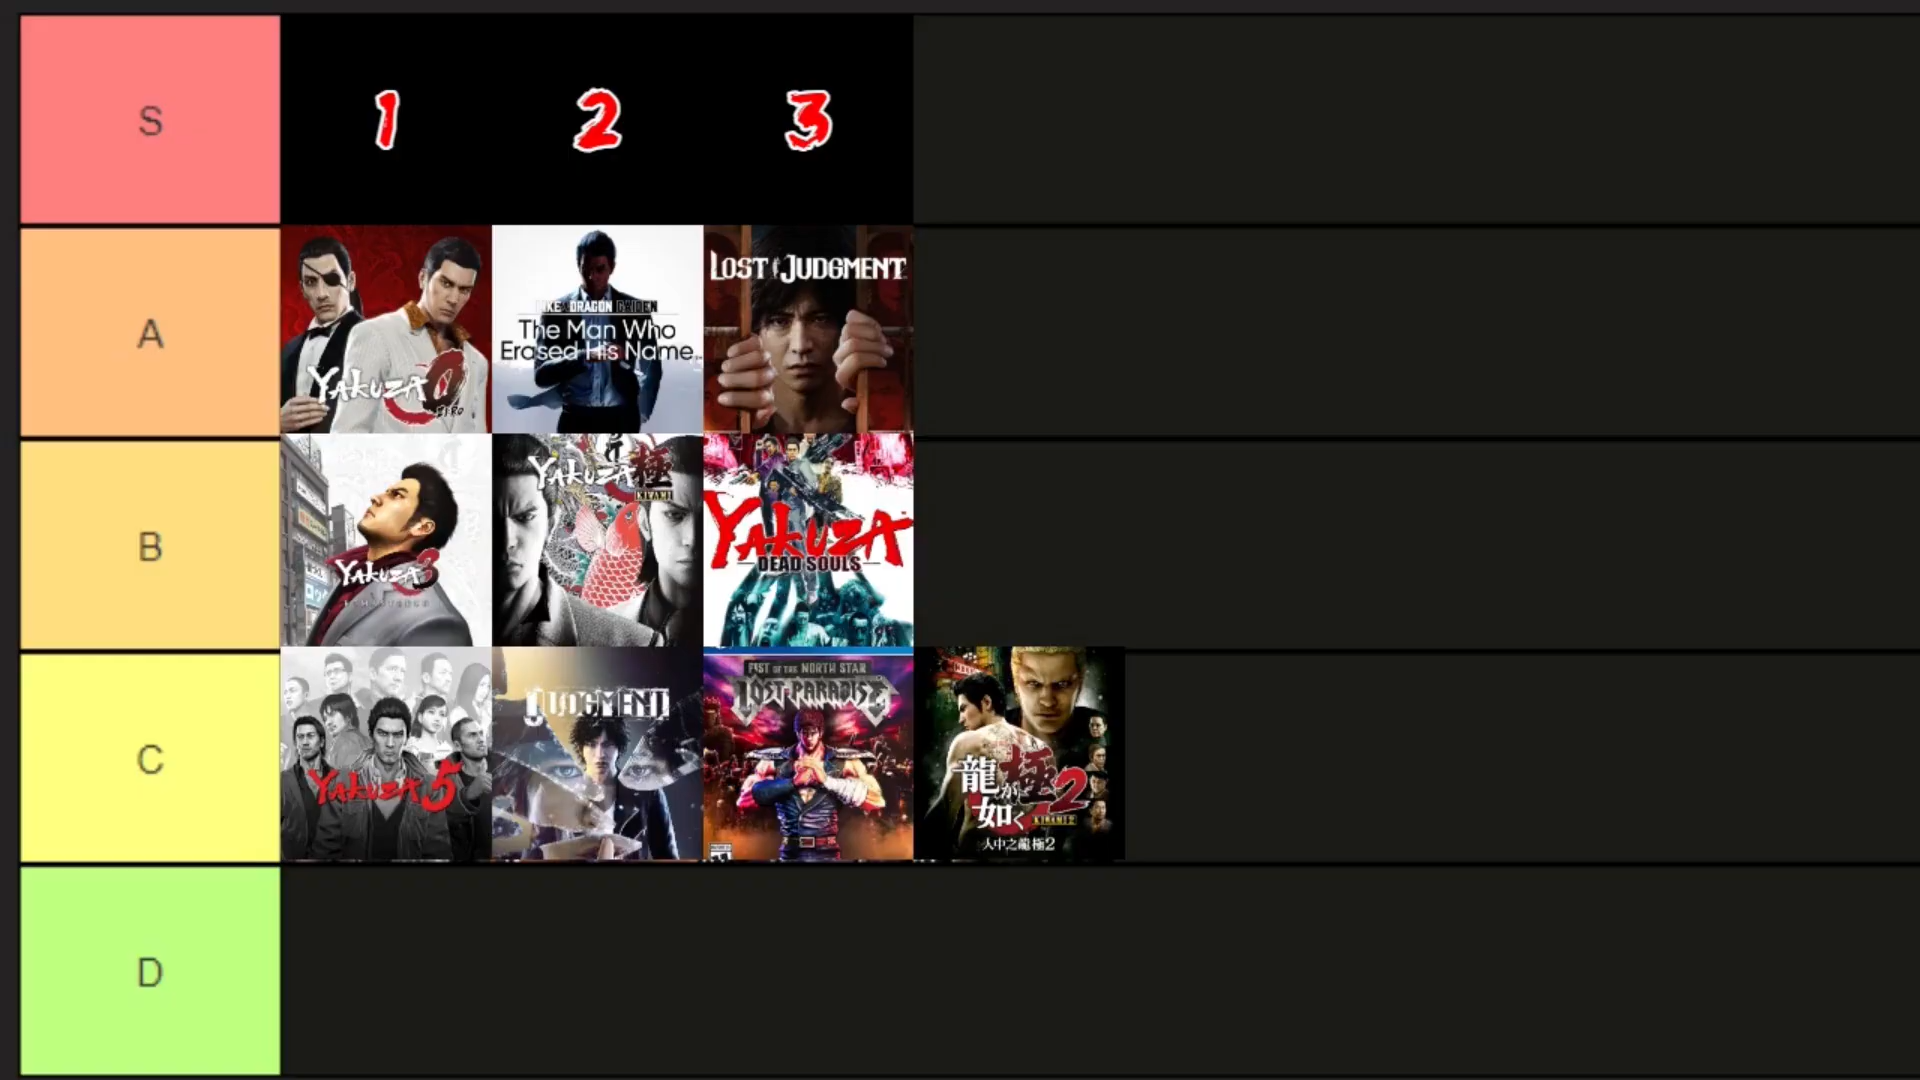 S
1
2
3
A
YAKUZA 0
ZERO
LIKE A DRAGON GAIDEN
The Man Who
Erased His Name
LOST JUDGMENT
B
YAKUZA 3
YAKUZA 極
KIWAMI
YAKUZA
DEAD SOULS
C
YAKUZA 5
JUDGMENT
FIST OF THE NORTH STAR
LOST PARADISE
龍が如く 極2
KIWAMI 2
人中之龍 極2
D